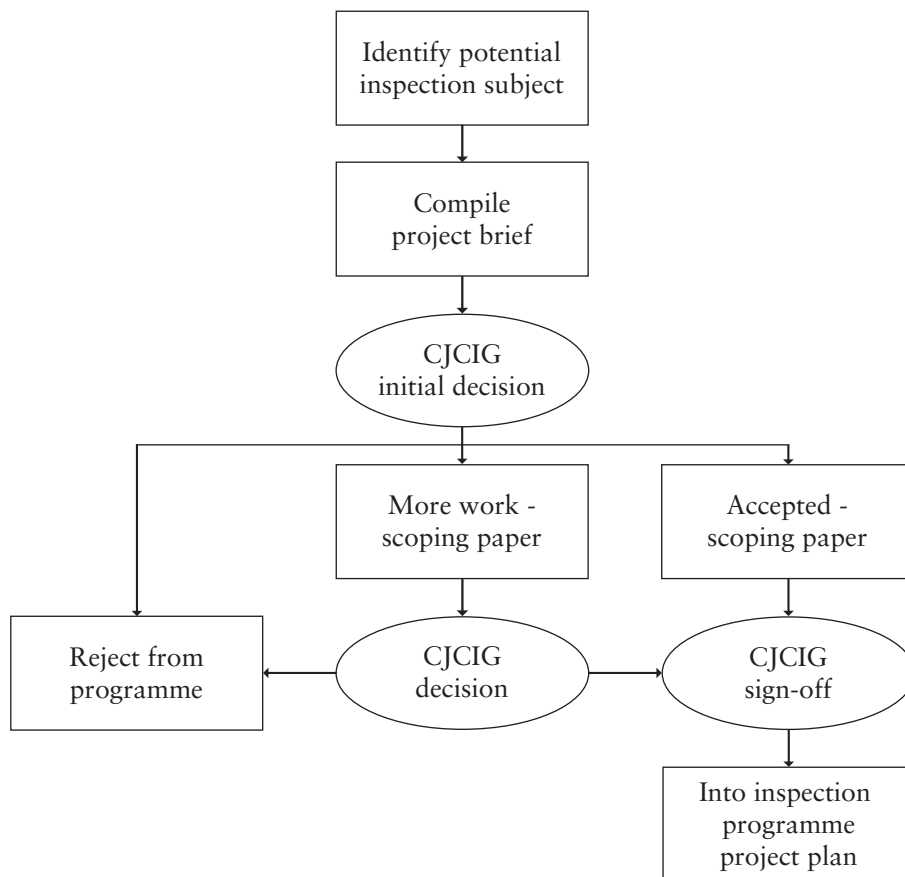 Identify potential
inspection subject
Compile
project brief
CJCIG
initial decision
More work -
scoping paper
Accepted -
scoping paper
Reject from
programme
CJCIG
decision
CJCIG
sign-off
Into inspection
programme
project plan